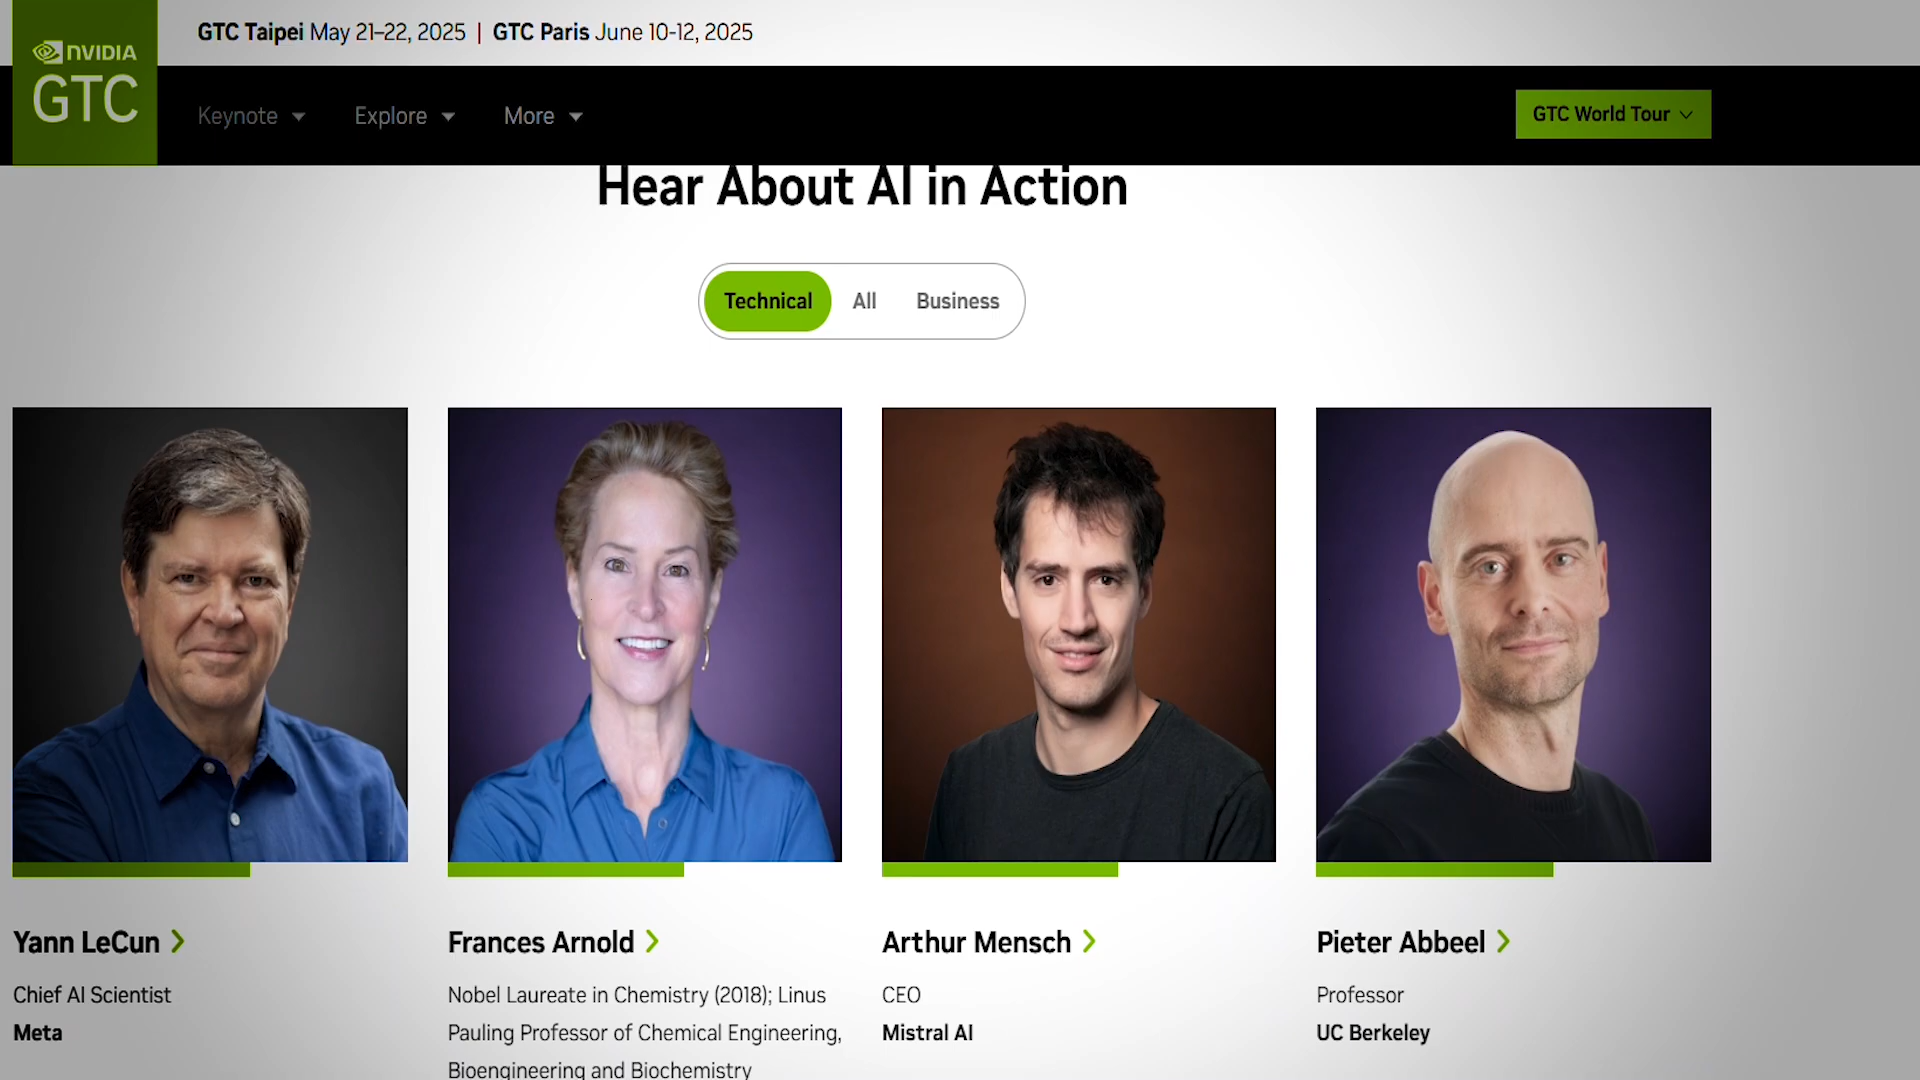 GTC Taipei May 21–22, 2025 | GTC Paris June 10-12, 2025
NVIDIA
GTC
Keynote Explore More
GTC World Tour
Hear About AI in Action
Technical All Business
Yann LeCun
Chief AI Scientist
Meta
Frances Arnold
Nobel Laureate in Chemistry (2018); Linus
Pauling Professor of Chemical Engineering,
Bioengineering and Biochemistry
Arthur Mensch
CEO
Mistral AI
Pieter Abbeel
Professor
UC Berkeley